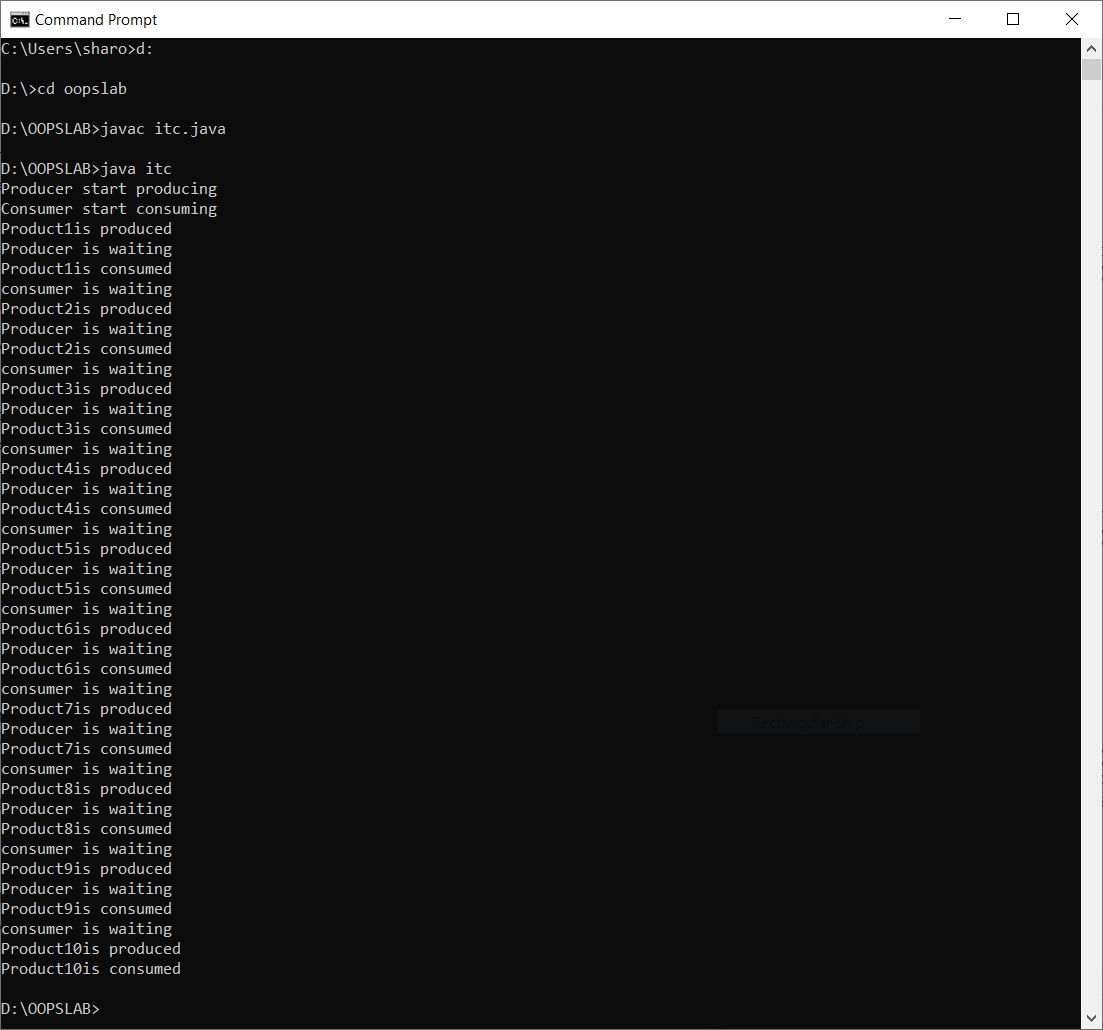 Command Prompt
C:\Users\sharo>d:
D:\>cd oopslab
D:\OOPSLAB>javac itc.java
D:\OOPSLAB>java itc
Producer start producing
Consumer start consuming
Product1is produced
Producer is waiting
Product1is consumed
consumer is waiting
Product2is produced
Producer is waiting
Product2is consumed
consumer is waiting
Product3is produced
Producer is waiting
Product3is consumed
consumer is waiting
Product4is produced
Producer is waiting
Product4is consumed
consumer is waiting
Product5is produced
Producer is waiting
Product5is consumed
consumer is waiting
Product6is produced
Producer is waiting
Product6is consumed
consumer is waiting
Product7is produced
Rectangular Snip
Producer is waiting
Product7is consumed
consumer is waiting
Product8is produced
Producer is waiting
Product8is consumed
consumer is waiting
Product9is produced
Producer is waiting
Product9is consumed
consumer is waiting
Product10is produced
Product10is consumed
D:\OOPSLAB>